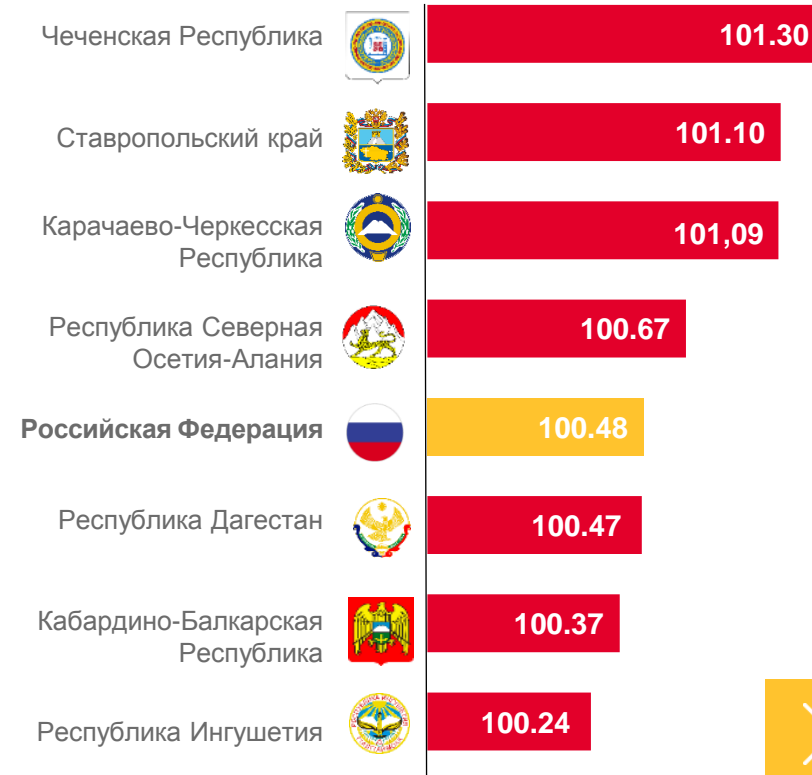 Чеченская Республика
101.30
Ставропольский край
101.10
Карачаево-Черкесская
Республика
101,09
Республика Северная
Осетия-Алания
100.67
Российская Федерация
100.48
Республика Дагестан
100.47
Кабардино-Балкарская
Республика
100.37
Республика Ингушетия
100.24